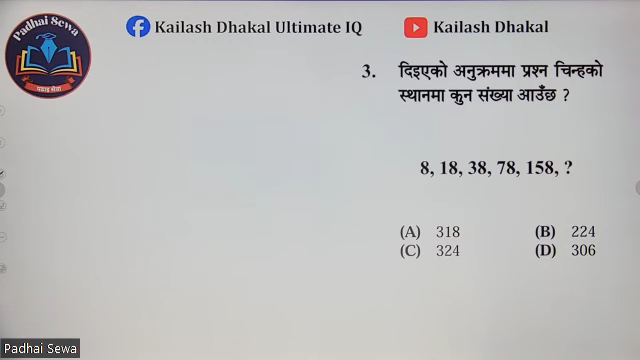 Padhai Sewa
पढाइ सेवा
Kailash Dhakal Ultimate IQ
Kailash Dhakal
3. दिइएको अनुक्रममा प्रश्न चिन्हको
स्थानमा कुन संख्या आउँछ ?
8, 18, 38, 78, 158, ?
(A) 318 (B) 224
(C) 324 (D) 306
Padhai Sewa